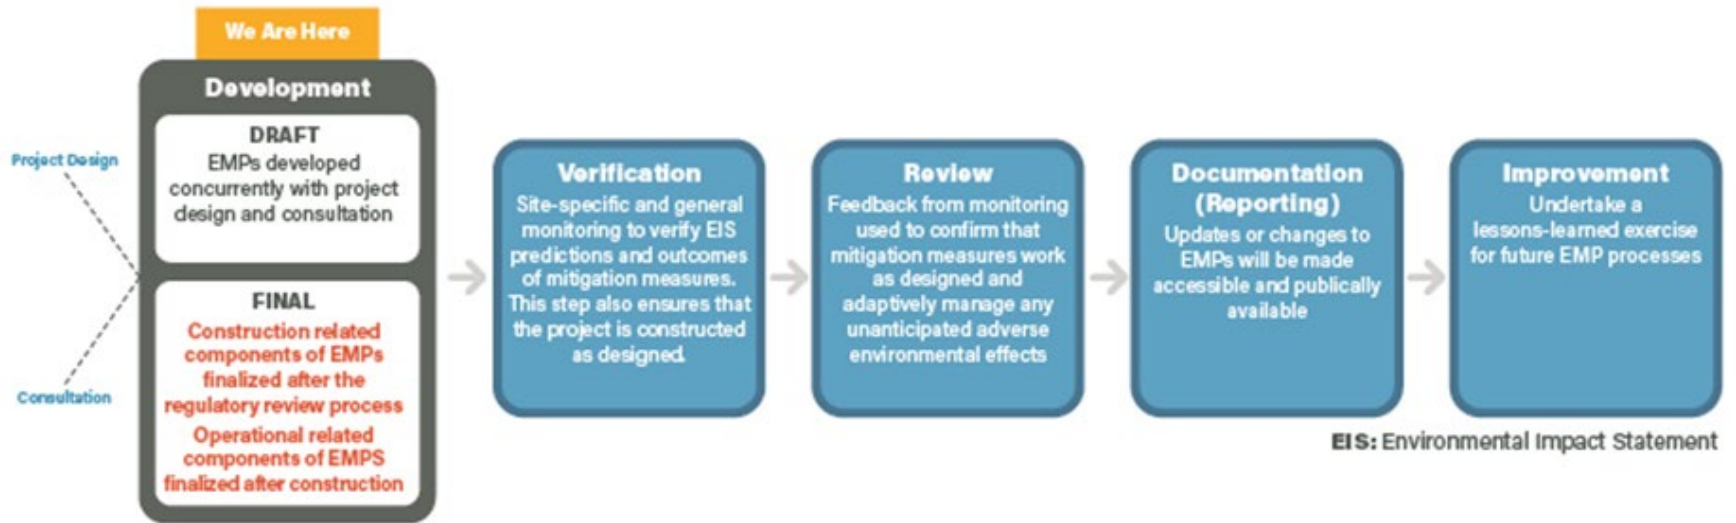 We Are Here
Development
DRAFT
EMPs developed
concurrently with project
design and consultation
Project Design
Consultation
FINAL
Construction related
components of EMPs
finalized after the
regulatory review process
Operational related
components of EMPS
finalized after construction
Verification
Site-specific and general
monitoring to verify EIS
predictions and outcomes
of mitigation measures.
This step also ensures that
the project is constructed
as designed.
Review
Feedback from monitoring
used to confirm that
mitigation measures work
as designed and
adaptively manage any
unanticipated adverse
environmental effects
Documentation
(Reporting)
Updates or changes to
EMPs will be made
accessible and publically
available
Improvement
Undertake a
lessons-learned exercise
for future EMP processes
EIS: Environmental Impact Statement